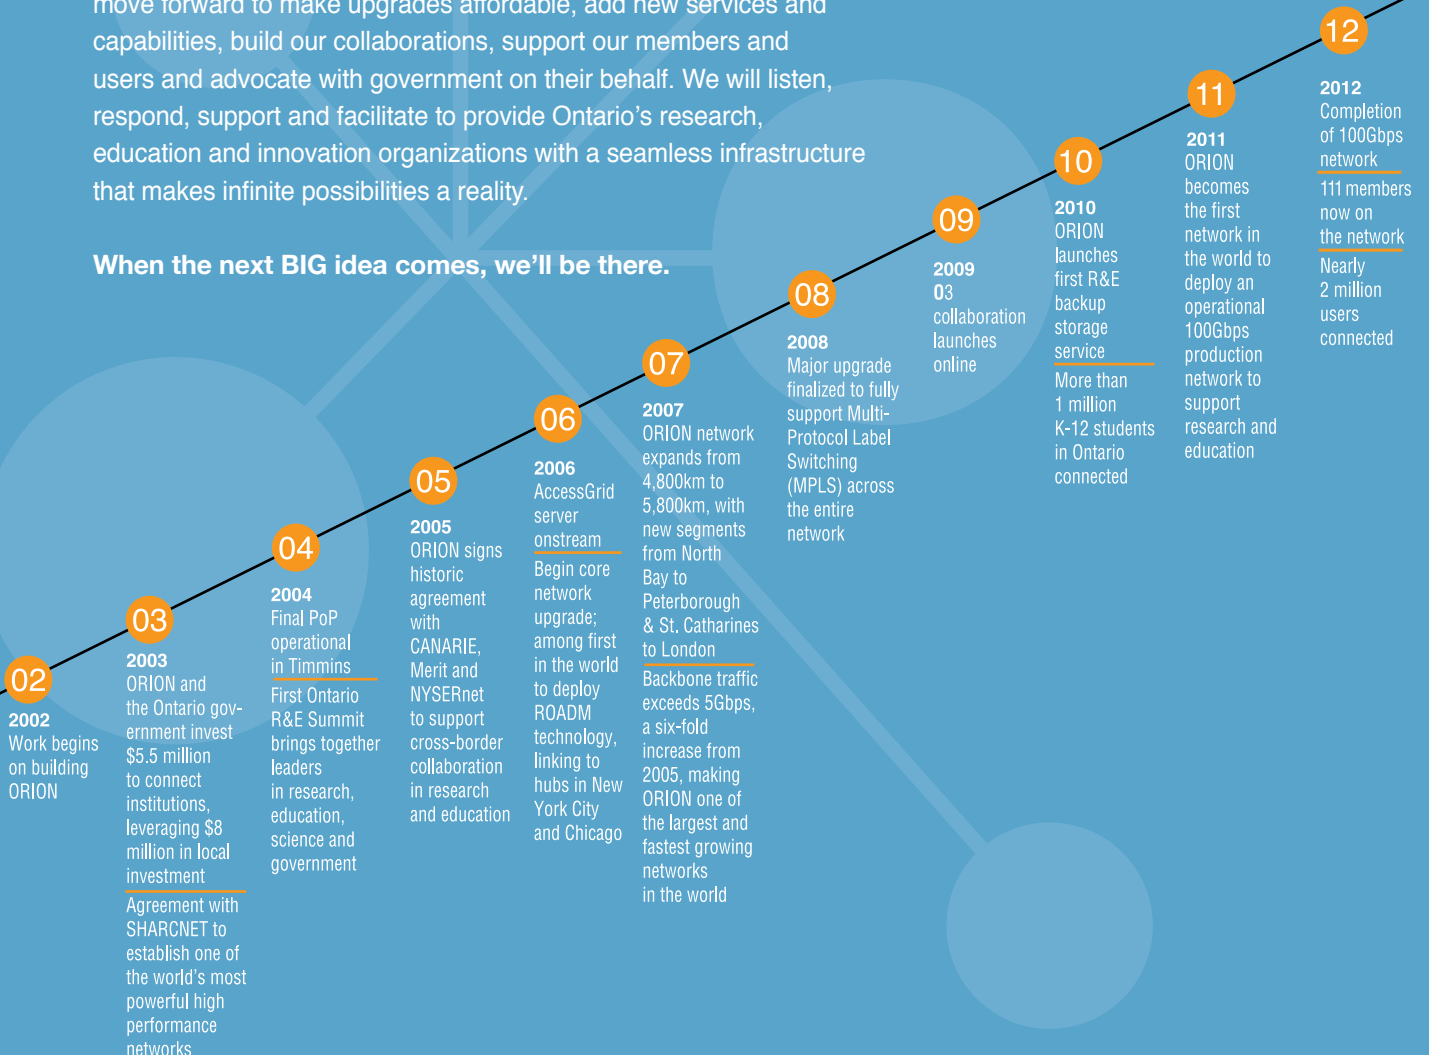 move forward to make upgrades affordable, add new services and
capabilities, build our collaborations, support our members and
users and advocate with government on their behalf. We will listen,
respond, support and facilitate to provide Ontario's research,
education and innovation organizations with a seamless infrastructure
that makes infinite possibilities a reality.
When the next BIG idea comes, we'll be there.
02
2002
Work begins
on building
ORION
03
2003
ORION and
the Ontario gov-
ernment invest
$5.5 million
to connect
institutions,
leveraging $8
million in local
investment
Agreement with
SHARCNET to
establish one of
the world's most
powerful high
performance
networks
04
2004
Final PoP
operational
in Timmins
First Ontario
R&E Summit
brings together
leaders
in research,
education,
science and
government
05
2005
ORION signs
historic
agreement
with
CANARIE,
Merit and
NYSERnet
to support
cross-border
collaboration
in research
and education
06
2006
AccessGrid
server
onstream
Begin core
network
upgrade;
among first
in the world
to deploy
ROADM
technology,
linking to
hubs in New
York City
and Chicago
07
2007
ORION network
expands from
4,800km to
5,800km, with
new segments
from North
Bay to
Peterborough
& St. Catharines
to London
Backbone traffic
exceeds 5Gbps,
a six-fold
increase from
2005, making
ORION one of
the largest and
fastest growing
networks
in the world
08
2008
Major upgrade
finalized to fully
support Multi-
Protocol Label
Switching
(MPLS) across
the entire
network
09
2009
03
collaboration
launches
online
10
2010
ORION
launches
first R&E
backup
storage
service
More than
1 million
K-12 students
in Ontario
connected
11
2011
ORION
becomes
the first
network in
the world to
deploy an
operational
100Gbps
production
network to
support
research and
education
12
2012
Completion
of 100Gbps
network
111 members
now on
the network
Nearly
2 million
users
connected